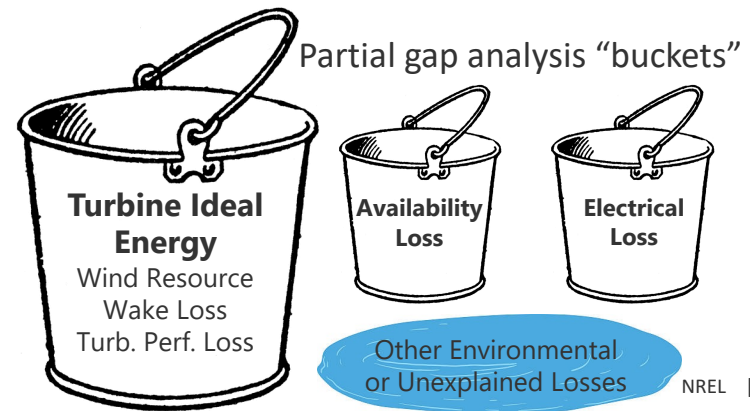 Partial gap analysis “buckets”
Turbine Ideal
Energy
Wind Resource
Wake Loss
Turb. Perf. Loss
Availability
Loss
Electrical
Loss
Other Environmental
or Unexplained Losses
NREL |